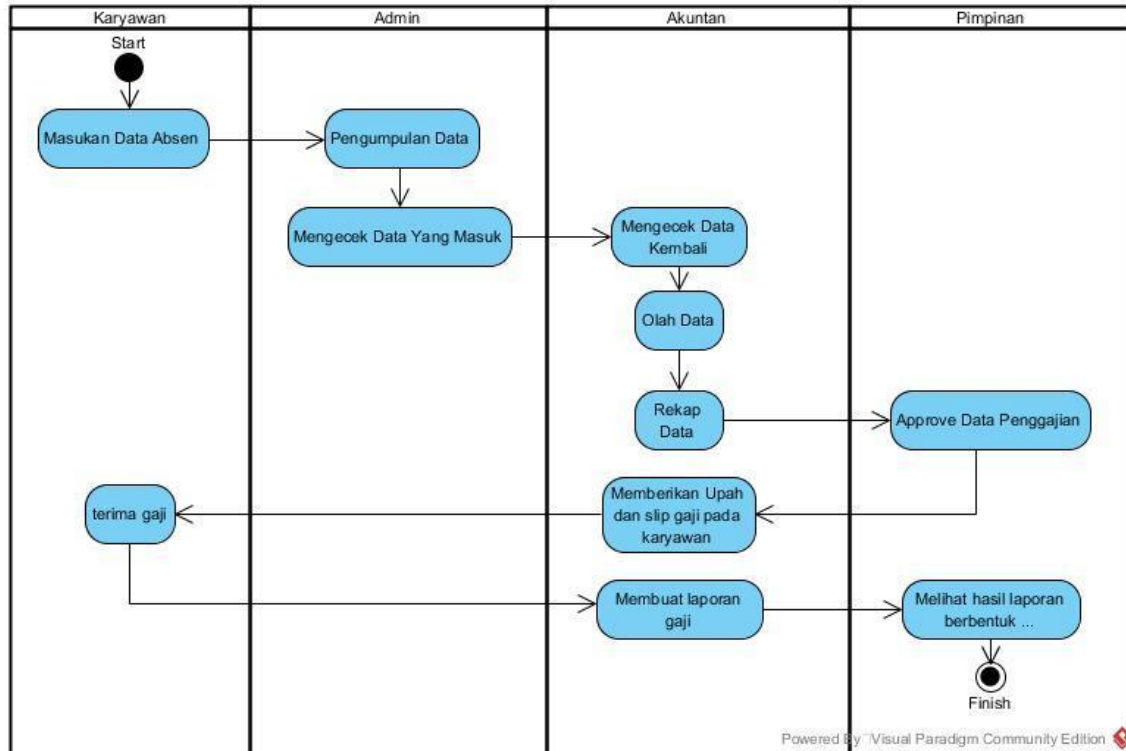 Karyawan
Admin
Akuntan
Pimpinan
Start
Masukan Data Absen
Pengumpulan Data
Mengecek Data Yang Masuk
Mengecek Data
Kembali
Olah Data
Rekap
Data
Approve Data Penggajian
Memberikan Upah
dan slip gaji pada
karyawan
terima gaji
Membuat laporan
gaji
Melihat hasil laporan
berbentuk ...
Finish
Powered By Visual Paradigm Community Edition